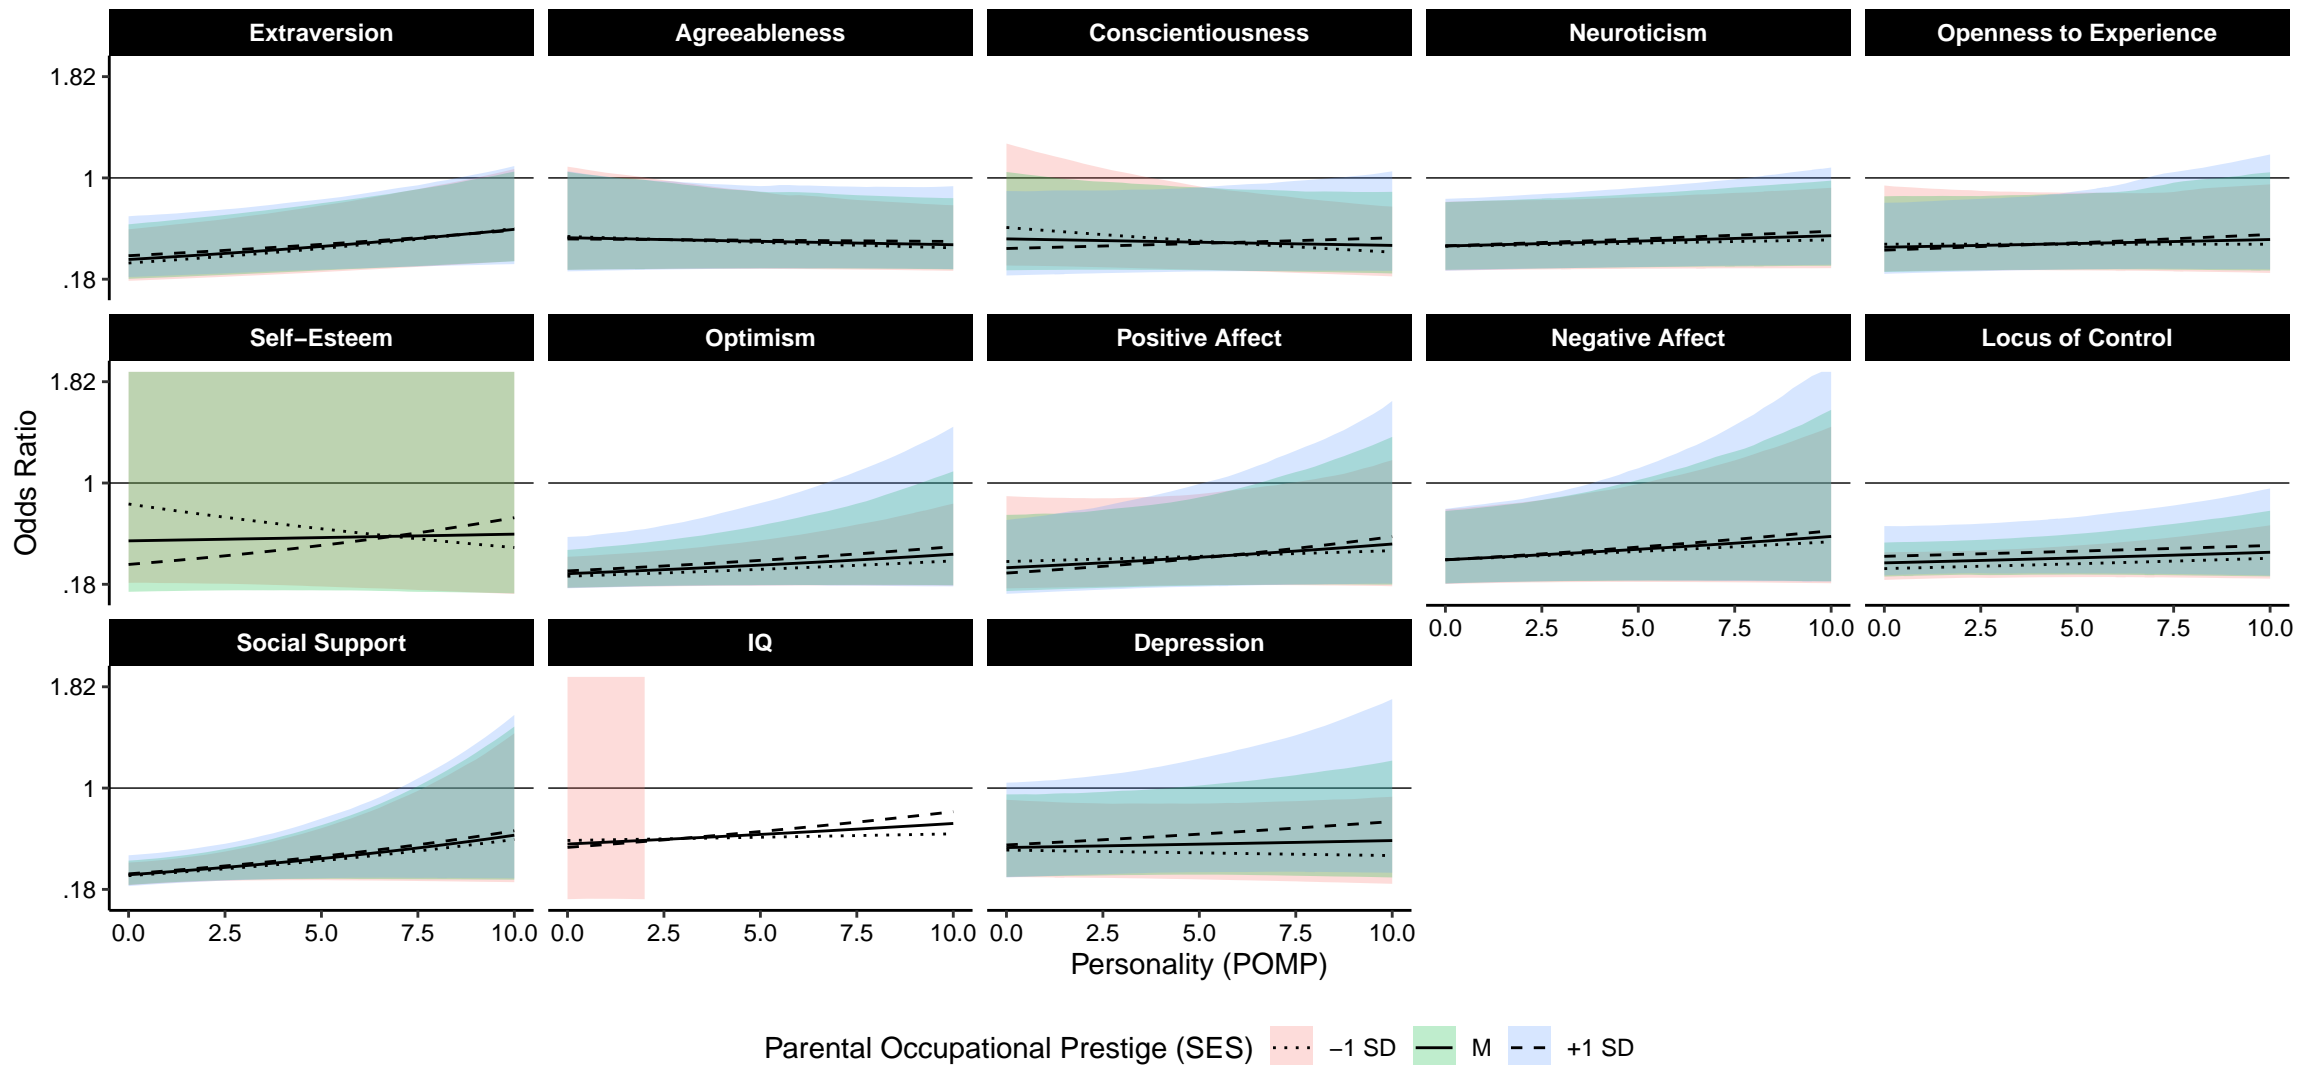 Extraversion Agreeableness Conscientiousness Neuroticism Openness to Experience
1.82
1
.18
Self−Esteem Optimism Positive Affect Negative Affect Locus of Control
1.82
1
.18
0.0 2.5 5.0 7.5 10.0 0.0 2.5 5.0 7.5 10.0
Social Support IQ Depression
1.82
1
.18
0.0 2.5 5.0 7.5 10.0 0.0 2.5 5.0 7.5 10.0 0.0 2.5 5.0 7.5 10.0
Odds Ratio
Personality (POMP)
Parental Occupational Prestige (SES) −1 SD M +1 SD